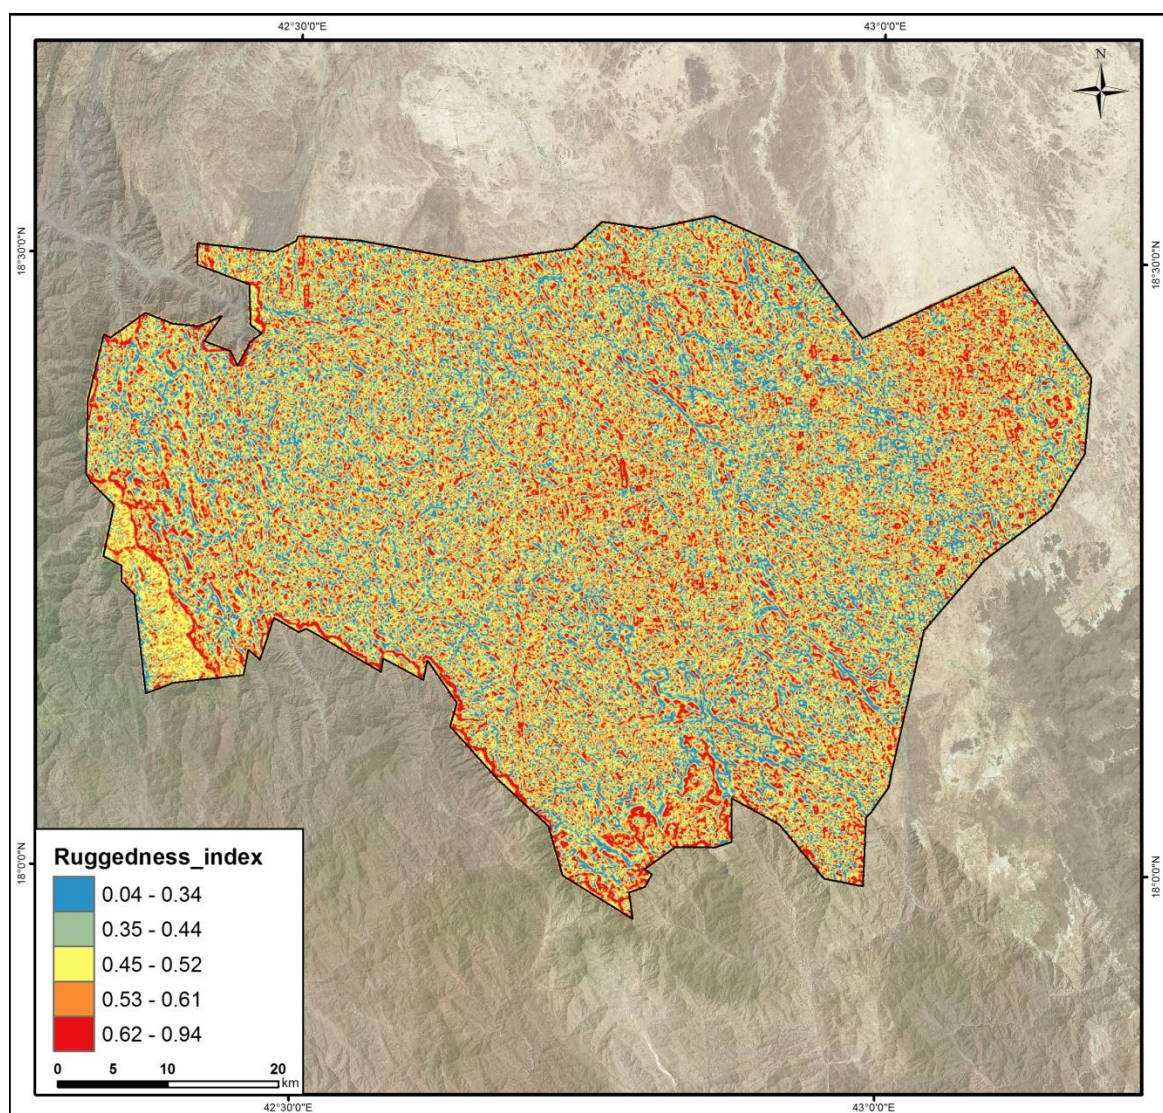 42°30'0"E 43°0'0"E
N
18°30'0"N 18°30'0"N
Ruggedness_index
0.04 - 0.34
0.35 - 0.44
0.45 - 0.52
0.53 - 0.61
0.62 - 0.94
0 5 10 20
km
18°0'0"N 18°0'0"N
42°30'0"E 43°0'0"E